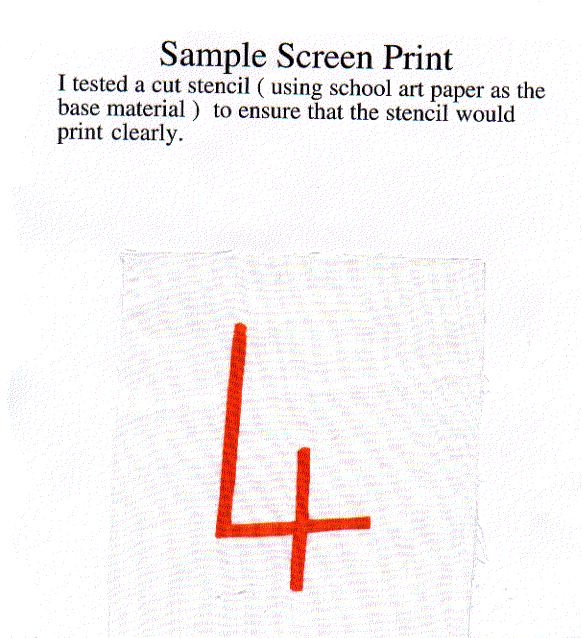 Sample Screen Print
I tested a cut stencil ( using school art paper as the
base material ) to ensure that the stencil would
print clearly.
4